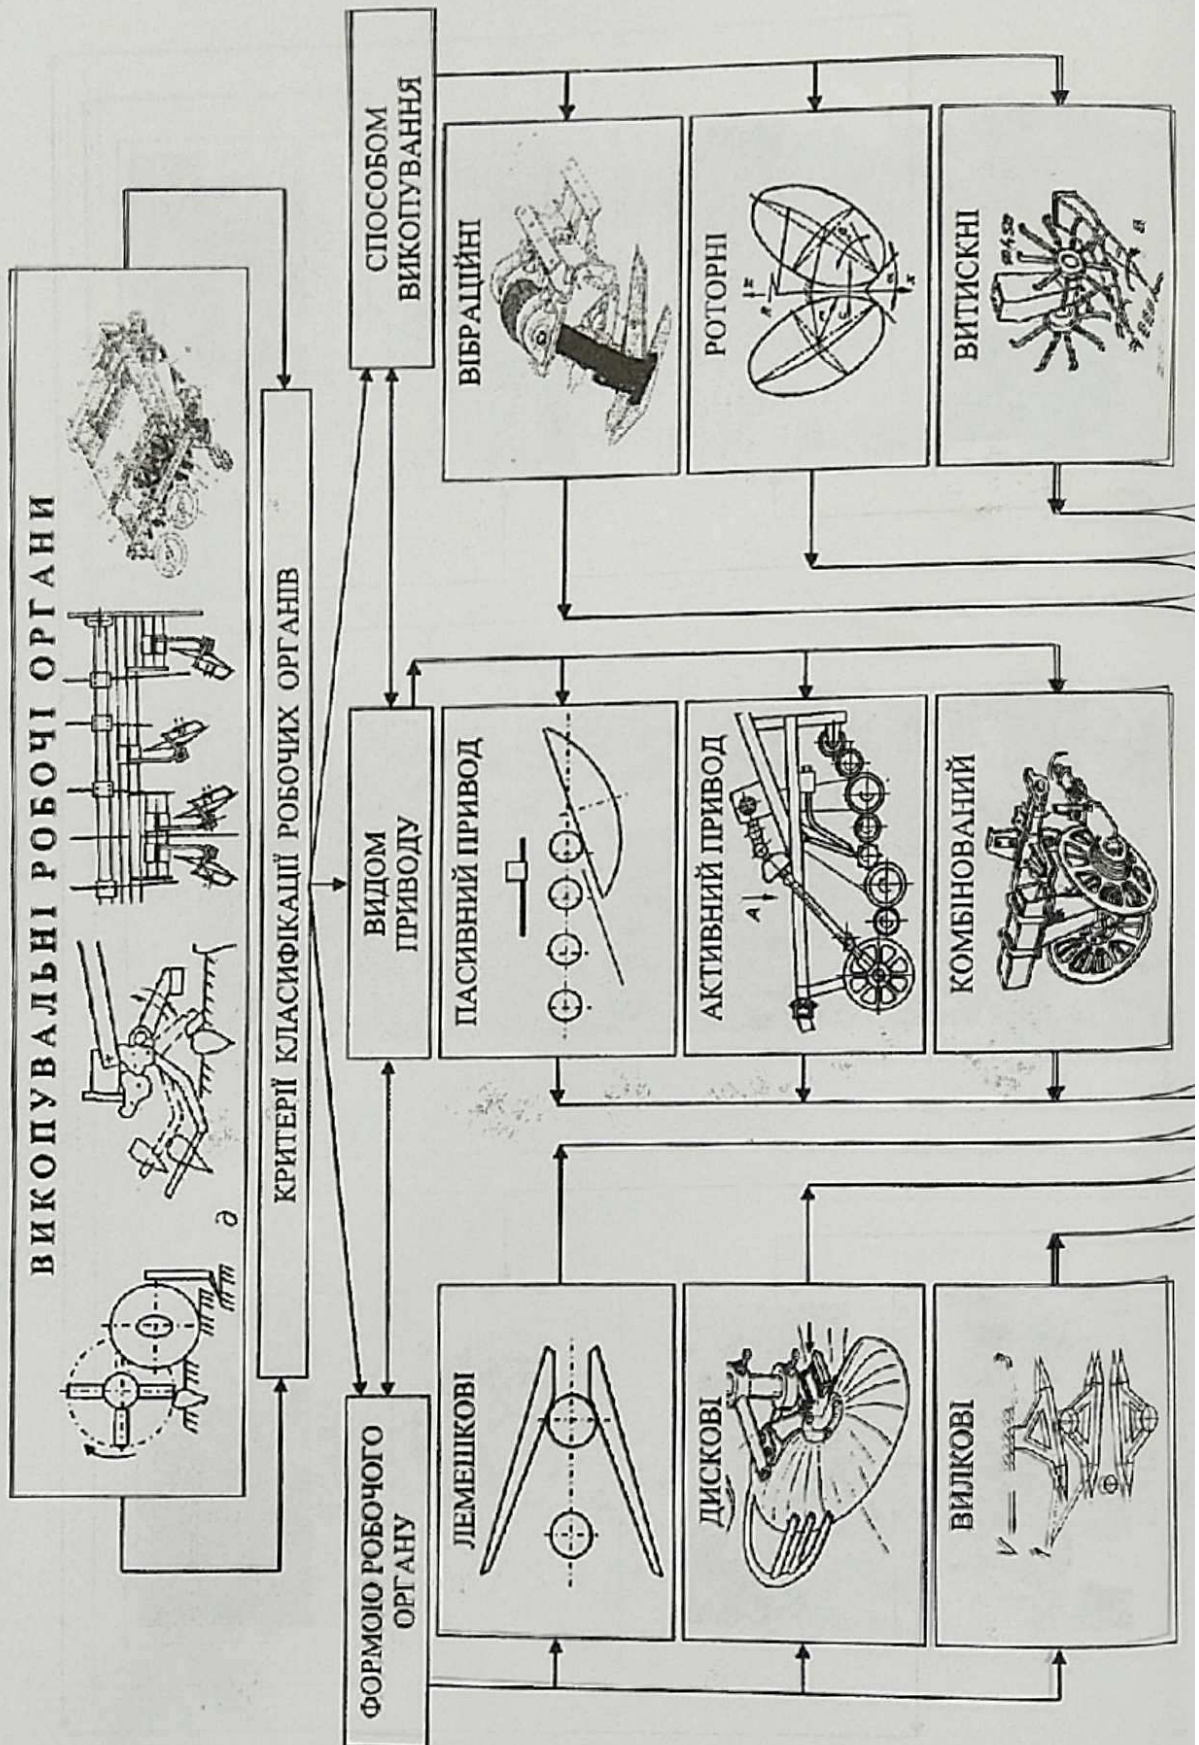 ВИКОПУВАЛЬНІ РОБОЧІ ОРГАНИ
д
КРИТЕРІЇ КЛАСИФІКАЦІЇ РОБОЧИХ ОРГАНІВ
ФОРМОЮ РОБОЧОГО
ОРГАНУ
ВИДОМ
ПРИВОДУ
СПОСОБОМ
ВИКОПУВАННЯ
ЛЕМЕШКОВІ
ПАСИВНИЙ ПРИВОД
ВІБРАЦІЙНІ
ДИСКОВІ
АКТИВНИЙ ПРИВОД
A
РОТОРНІ
ВИЛКОВІ
V
КОМБІНОВАНИЙ
ВИТИСКНІ